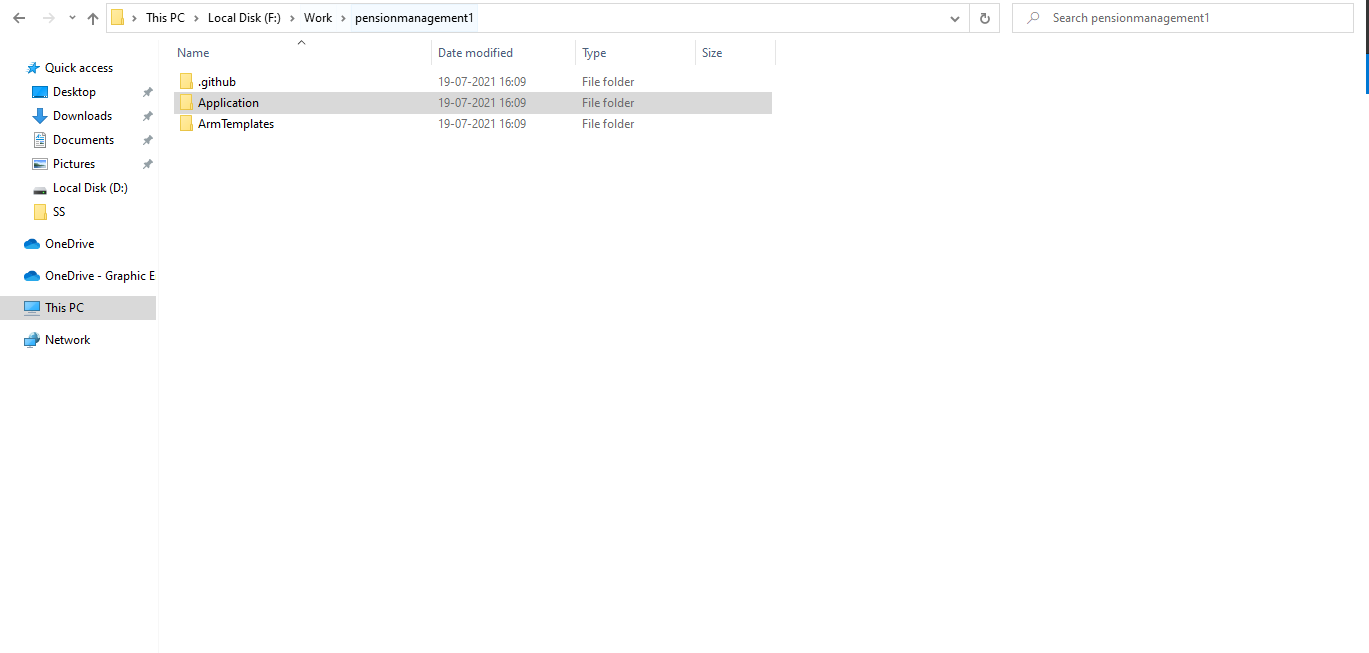 This PC > Local Disk (F:) > Work > pensionmanagement1
Search pensionmanagement1
Name Date modified Type Size
.github 19-07-2021 16:09 File folder
Application 19-07-2021 16:09 File folder
ArmTemplates 19-07-2021 16:09 File folder
Quick access
Desktop
Downloads
Documents
Pictures
Local Disk (D:)
SS
OneDrive
OneDrive - Graphic E
This PC
Network